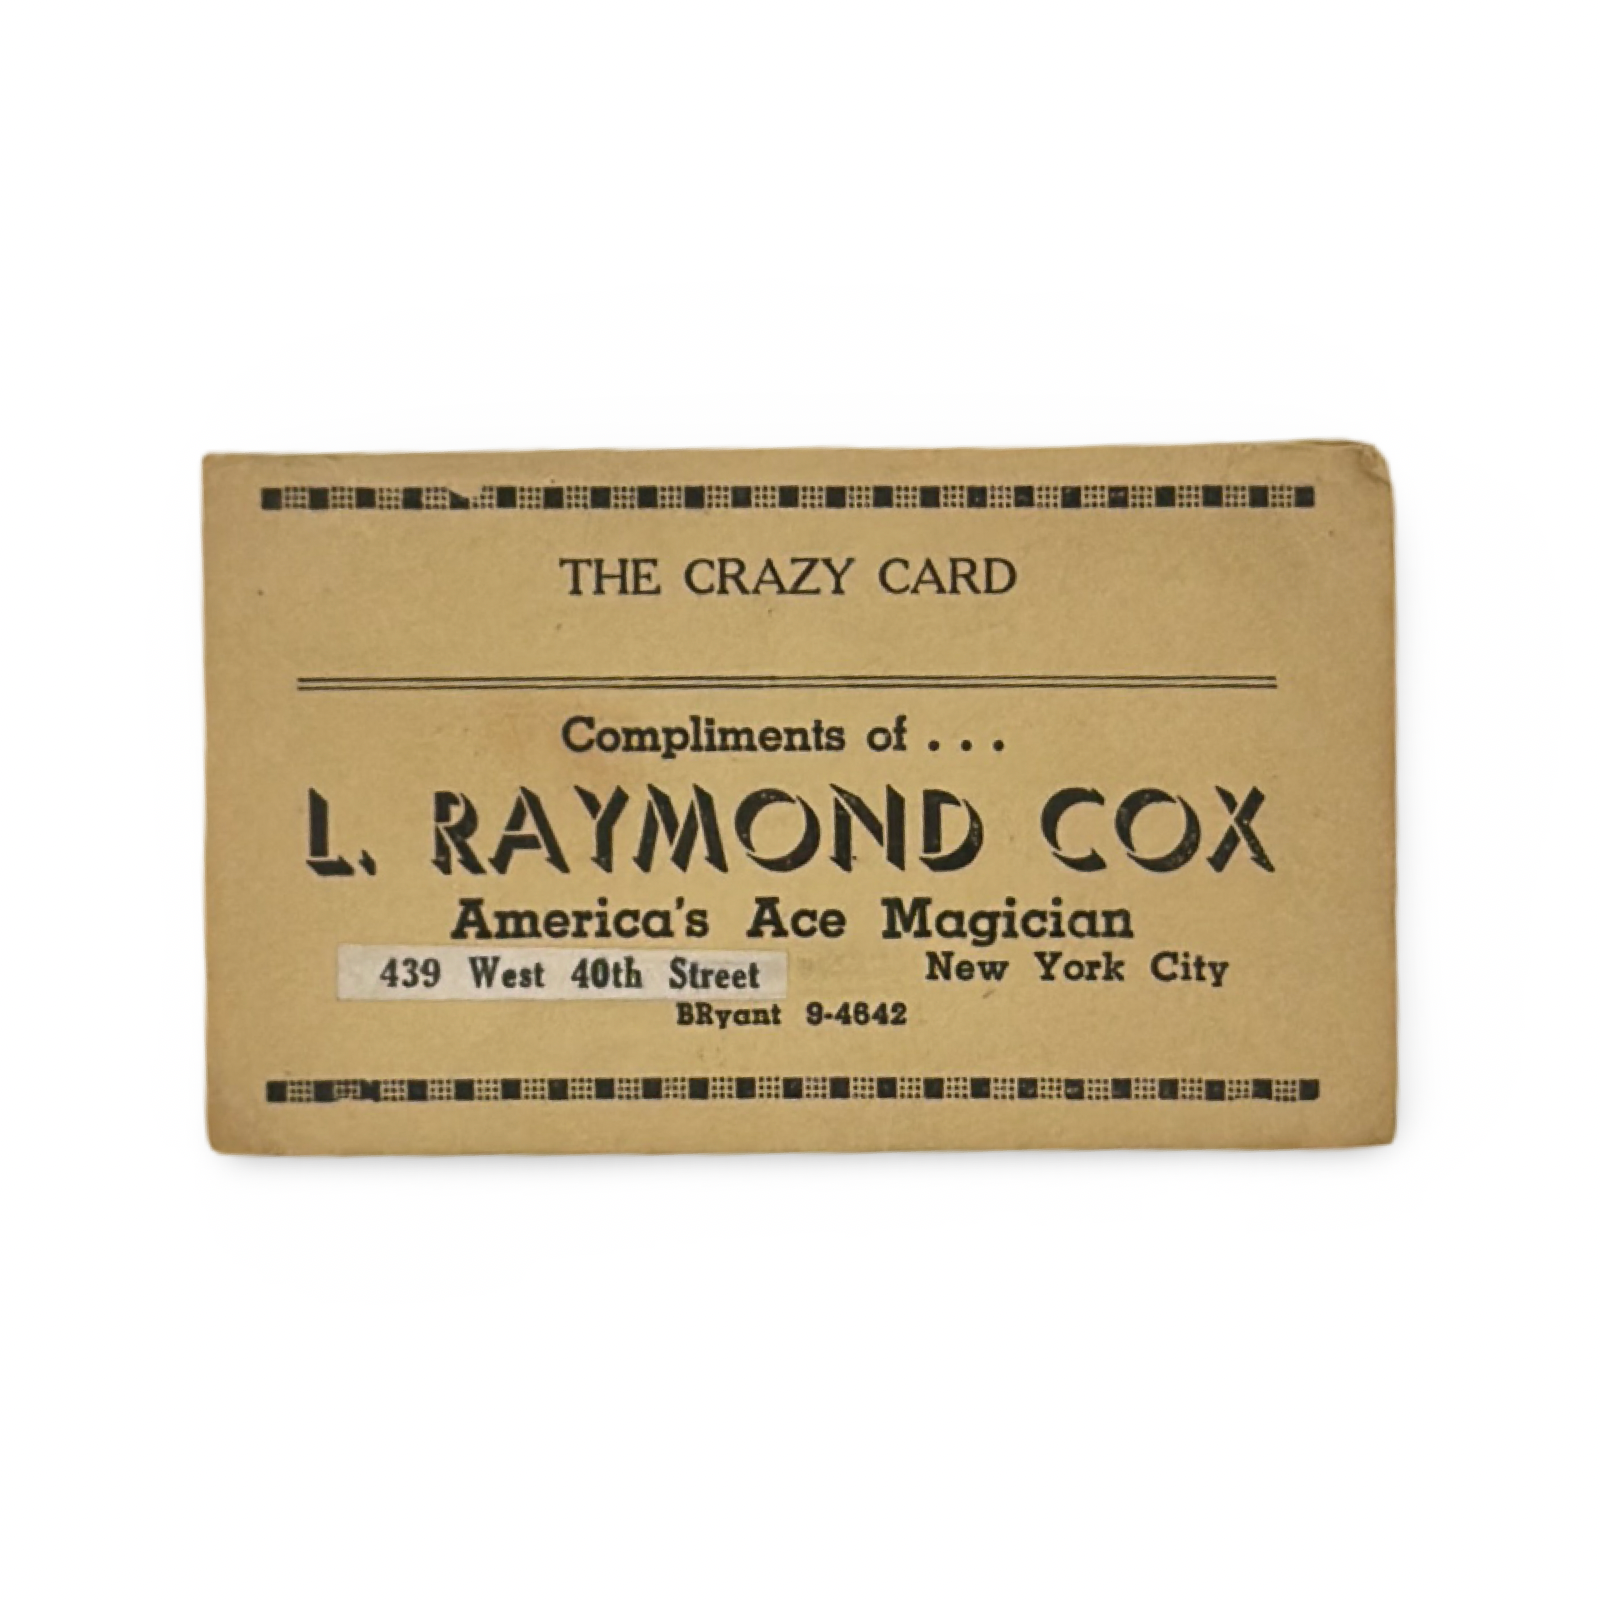 THE CRAZY CARD
Compliments of . . .
L. RAYMOND COX
America's Ace Magician
439 West 40th Street New York City
BRyant 9-4642